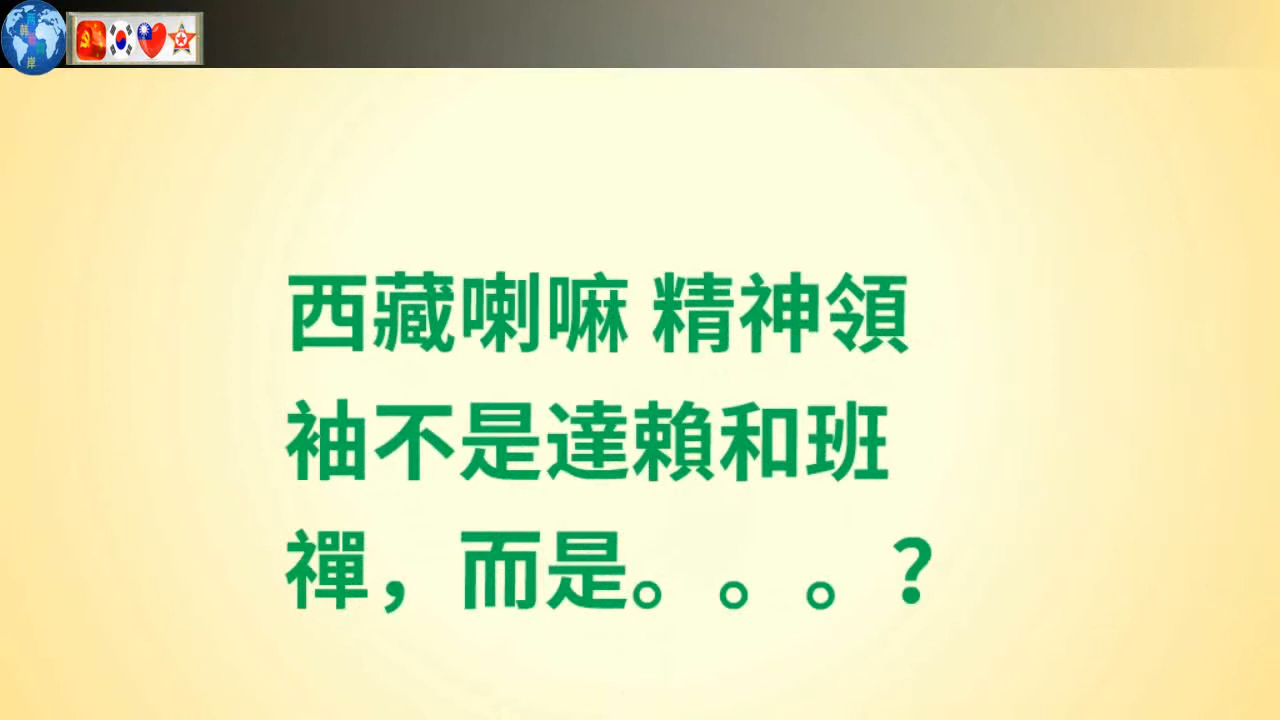 西藏喇嘛 精神領
袖不是達賴和班
禪，而是。。。？